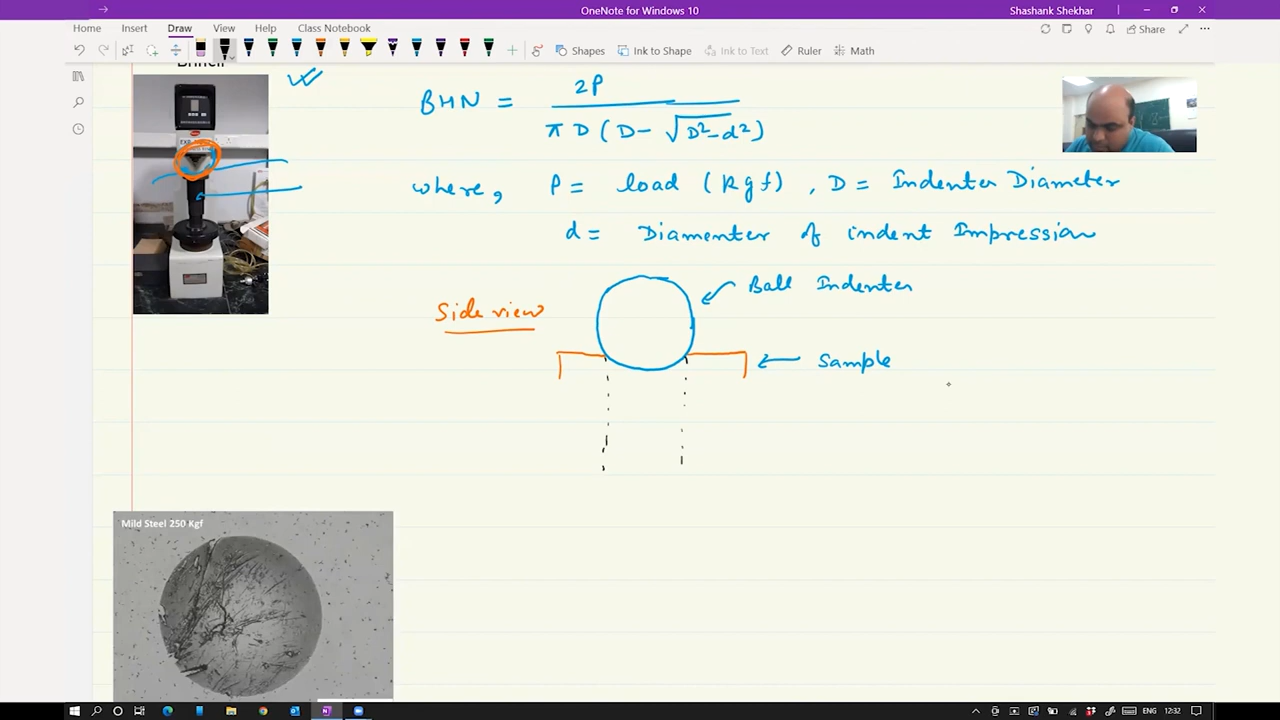 OneNote for Windows 10
Shashank Shekhar
Home Insert Draw View Help Class Notebook
Shapes Ink to Shape Ink to Text Ruler Math Share
BHN = 2P
π D (D - √D²-d²)
where, P = load (Kgf), D = Indenter Diameter
d = Diamenter of indent Impression
Side view
Ball Indenter
Sample
Mild Steel 250 Kgf
ENG 12:32